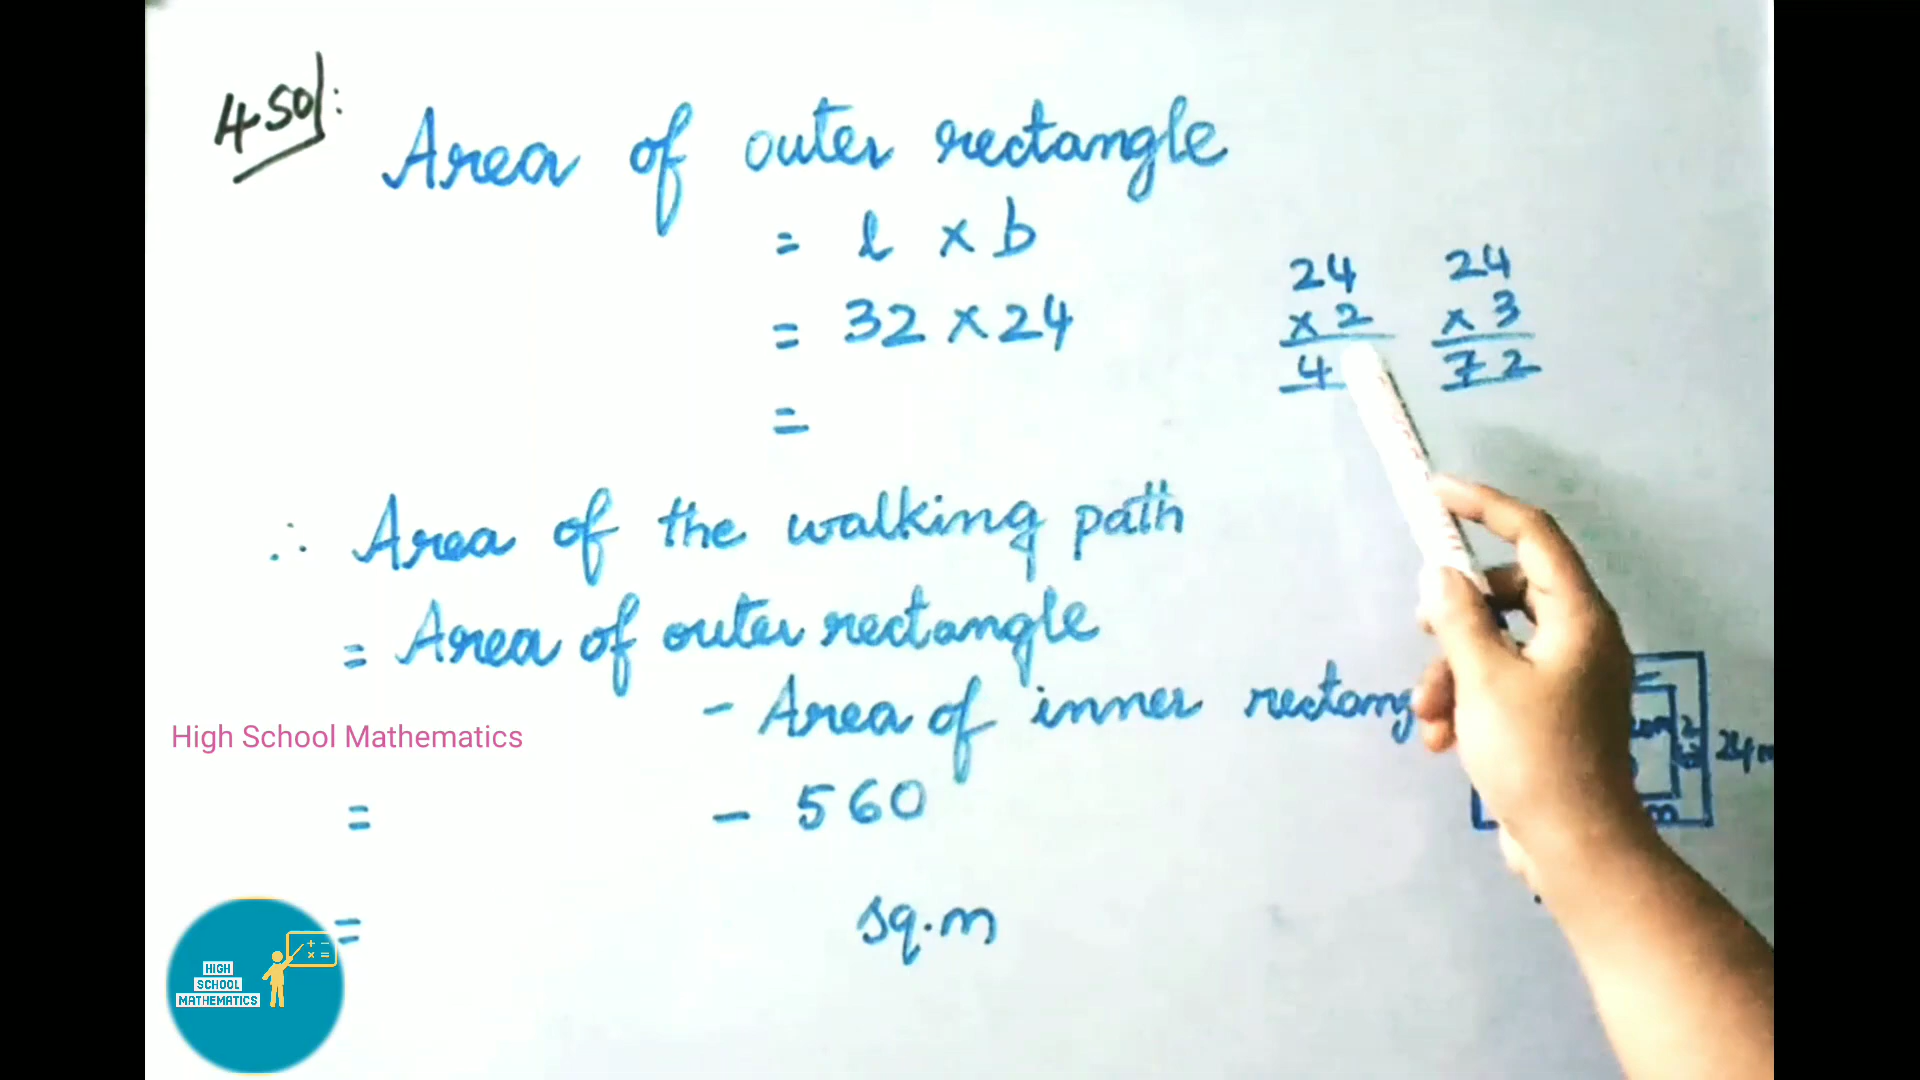 4 Sol:
Area of outer rectangle
= l × b
= 32 × 24
=
24
× 2
4
24
× 3
72
∴ Area of the walking path
= Area of outer rectangle
- Area of inner rectang
= - 560
= sq.m
24m
High School Mathematics
HIGH
SCHOOL
MATHEMATICS